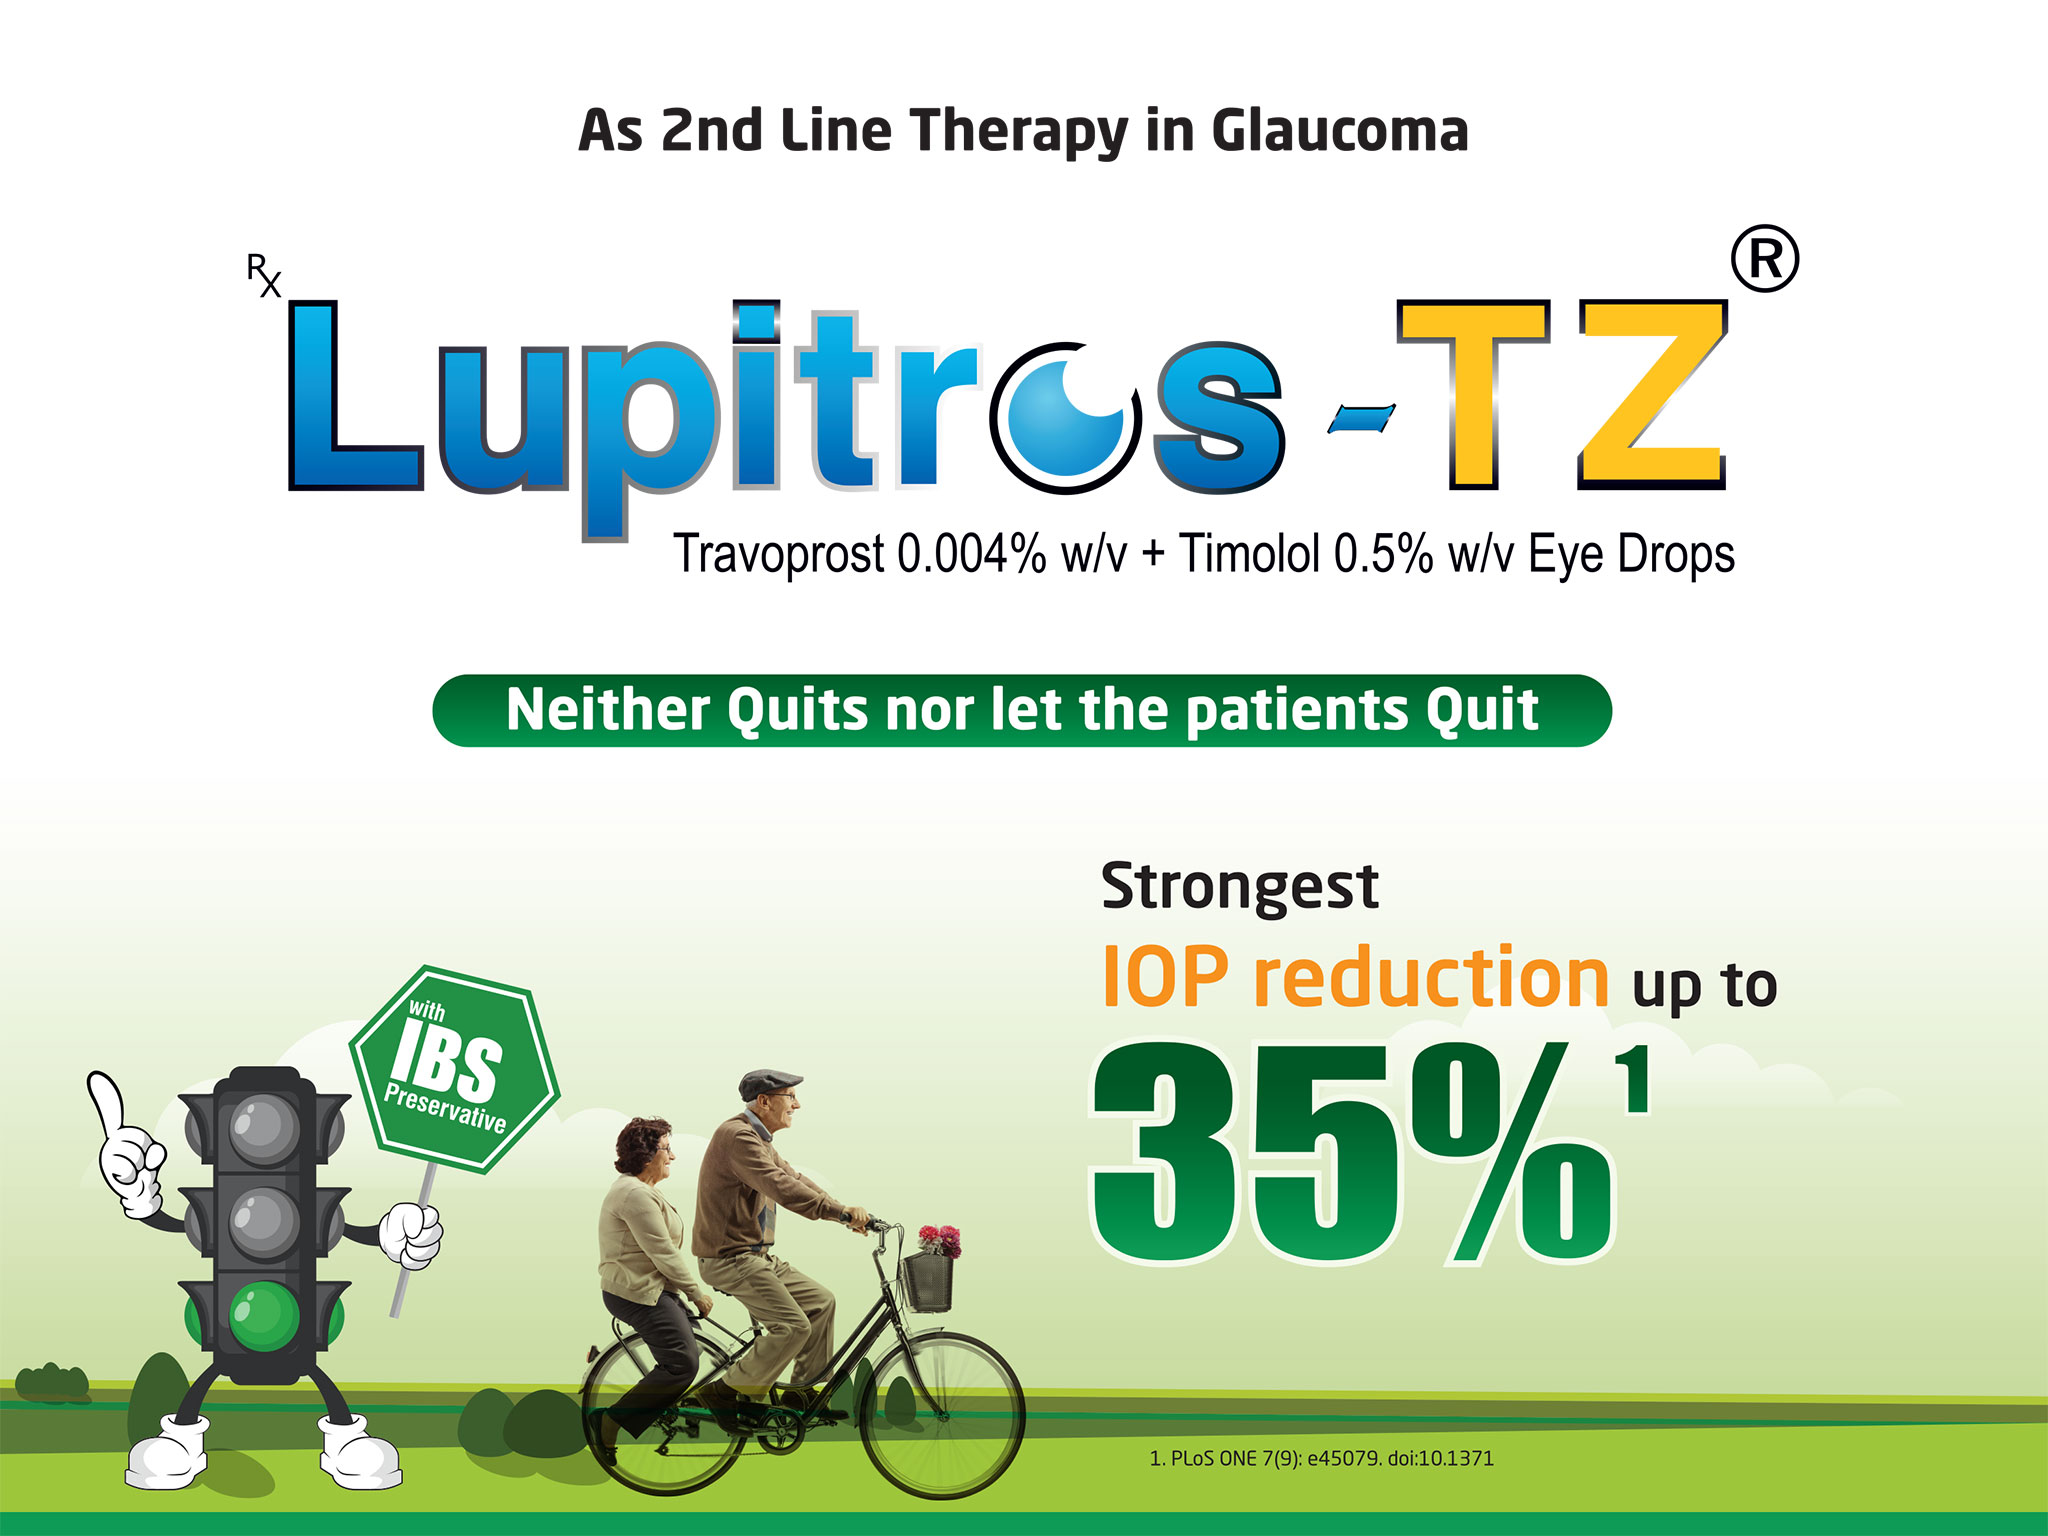 As 2nd Line Therapy in Glaucoma
Rx
Lupitros-TZ®
Travoprost 0.004% w/v + Timolol 0.5% w/v Eye Drops
Neither Quits nor let the patients Quit
Strongest
IOP reduction up to
35%¹
with
IBS
Preservative
1. PLoS ONE 7(9): e45079. doi:10.1371